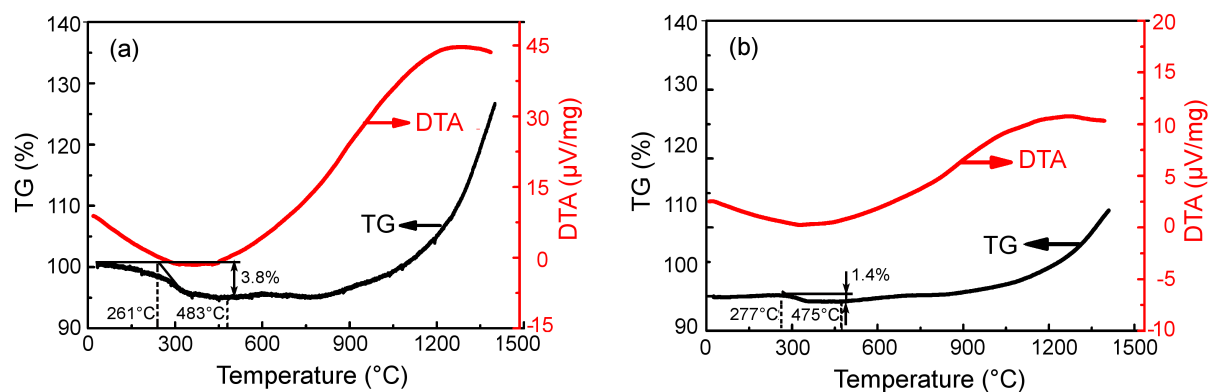 (a)
TG (%)
140
130
120
110
100
90
DTA
TG
3.8%
261°C
483°C
0
300
600
900
1200
1500
Temperature (°C)
45
30
15
0
-15
DTA (µV/mg)
(b)
TG (%)
140
130
120
110
100
90
DTA
TG
1.4%
277°C
475°C
0
300
600
900
1200
1500
Temperature (°C)
20
15
10
5
0
-5
-10
DTA (µV/mg)